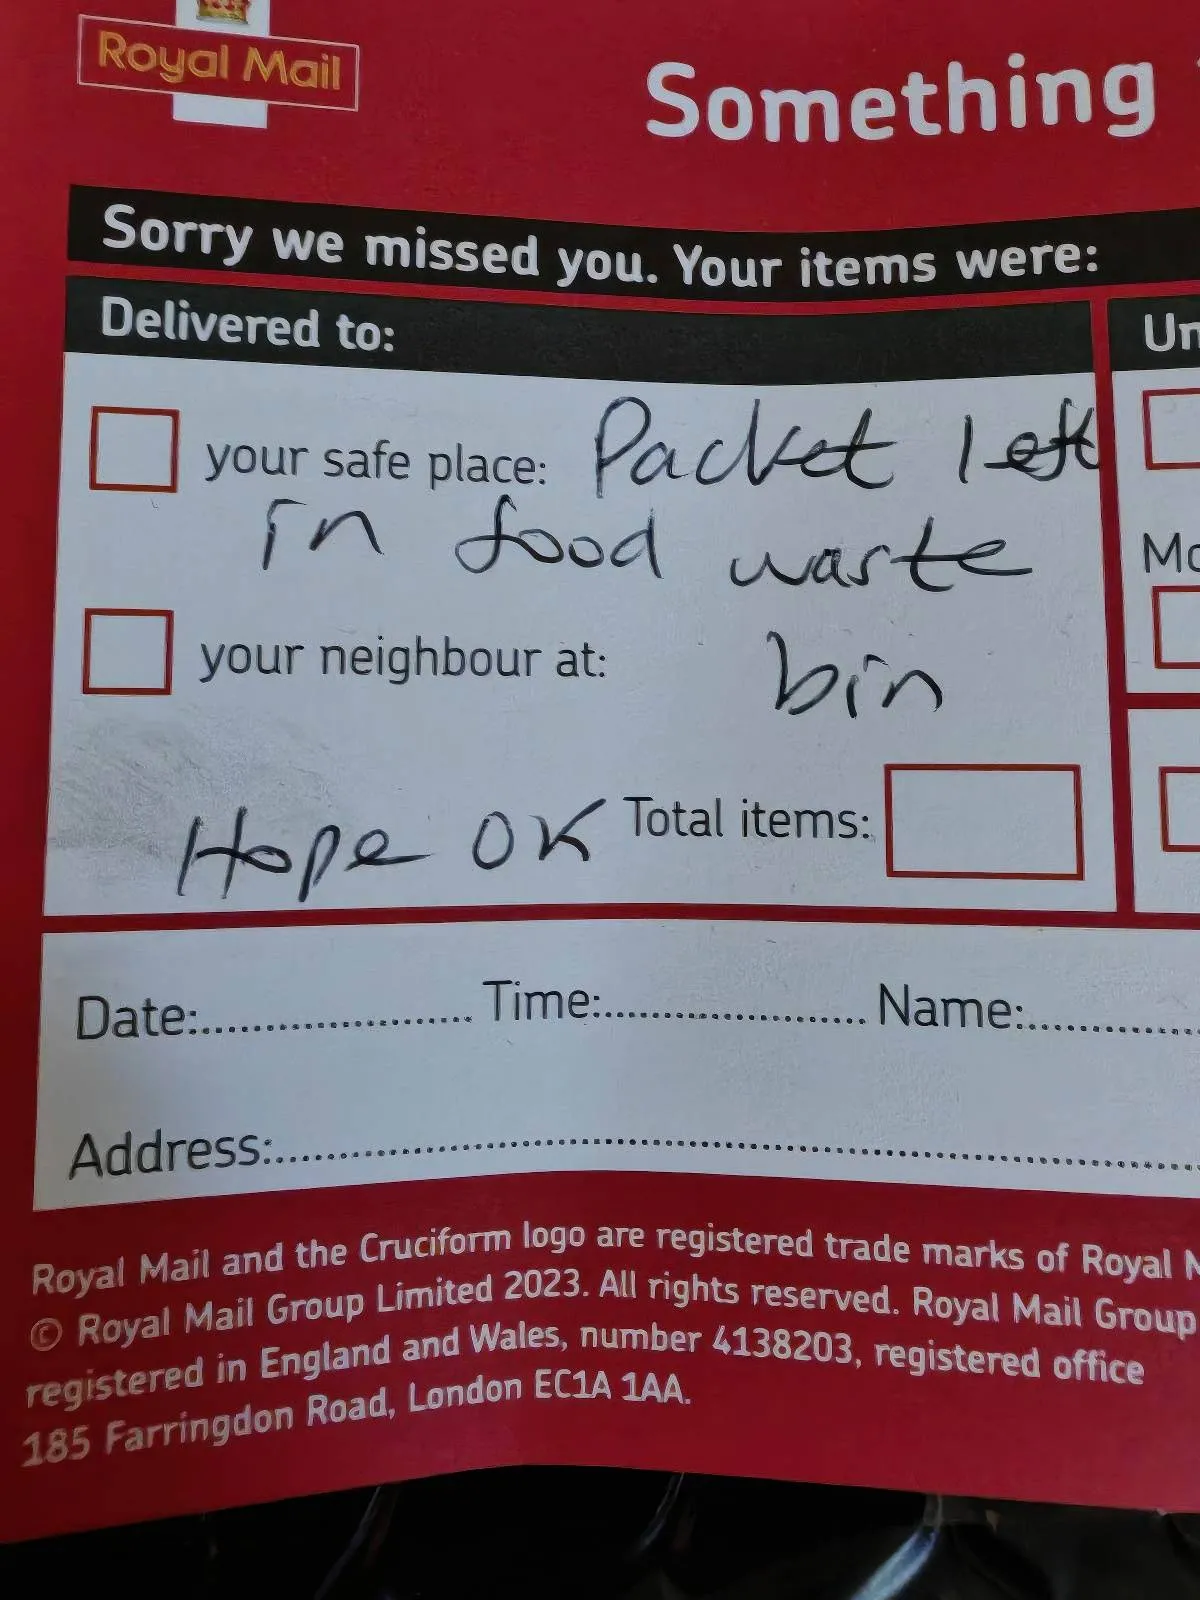 Royal Mail
Something
Sorry we missed you. Your items were:
Delivered to:
your safe place: Packet left
in food waste
your neighbour at: bin
Hope OK Total items:
Un
Mo
Date:.......................... Time:.......................... Name:.................
Address:................................................................................
Royal Mail and the Cruciform logo are registered trade marks of Royal M
© Royal Mail Group Limited 2023. All rights reserved. Royal Mail Group
registered in England and Wales, number 4138203, registered office
185 Farringdon Road, London EC1A 1AA.